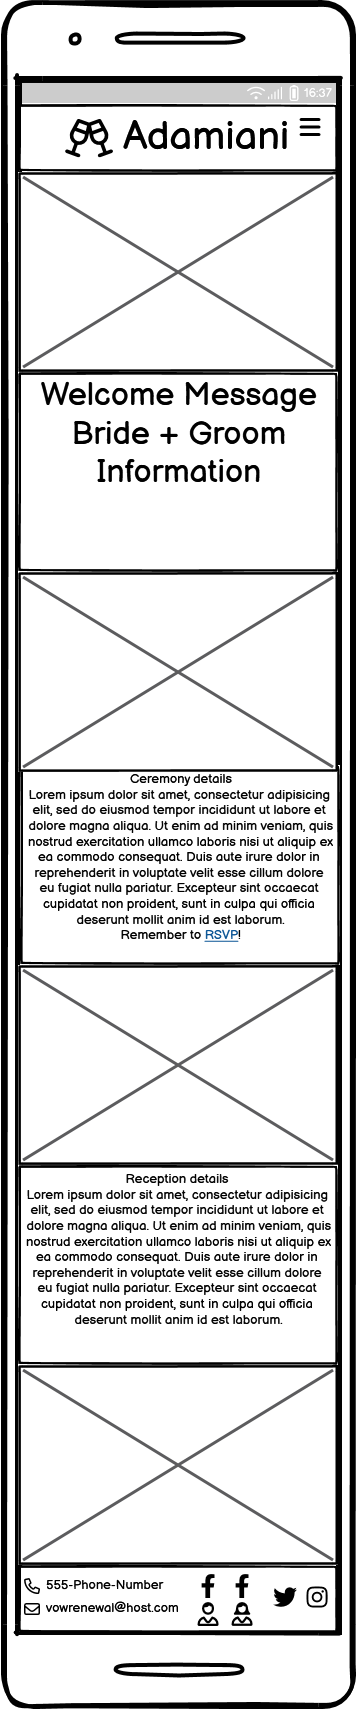 16:37
Adamiani
Welcome Message
Bride + Groom
Information
Ceremony details
Lorem ipsum dolor sit amet, consectetur adipisicing
elit, sed do eiusmod tempor incididunt ut labore et
dolore magna aliqua. Ut enim ad minim veniam, quis
nostrud exercitation ullamco laboris nisi ut aliquip ex
ea commodo consequat. Duis aute irure dolor in
reprehenderit in voluptate velit esse cillum dolore
eu fugiat nulla pariatur. Excepteur sint occaecat
cupidatat non proident, sunt in culpa qui officia
deserunt mollit anim id est laborum.
Remember to RSVP!
Reception details
Lorem ipsum dolor sit amet, consectetur adipisicing
elit, sed do eiusmod tempor incididunt ut labore et
dolore magna aliqua. Ut enim ad minim veniam, quis
nostrud exercitation ullamco laboris nisi ut aliquip ex
ea commodo consequat. Duis aute irure dolor in
reprehenderit in voluptate velit esse cillum dolore
eu fugiat nulla pariatur. Excepteur sint occaecat
cupidatat non proident, sunt in culpa qui officia
deserunt mollit anim id est laborum.
555-Phone-Number
vowrenewal@host.com